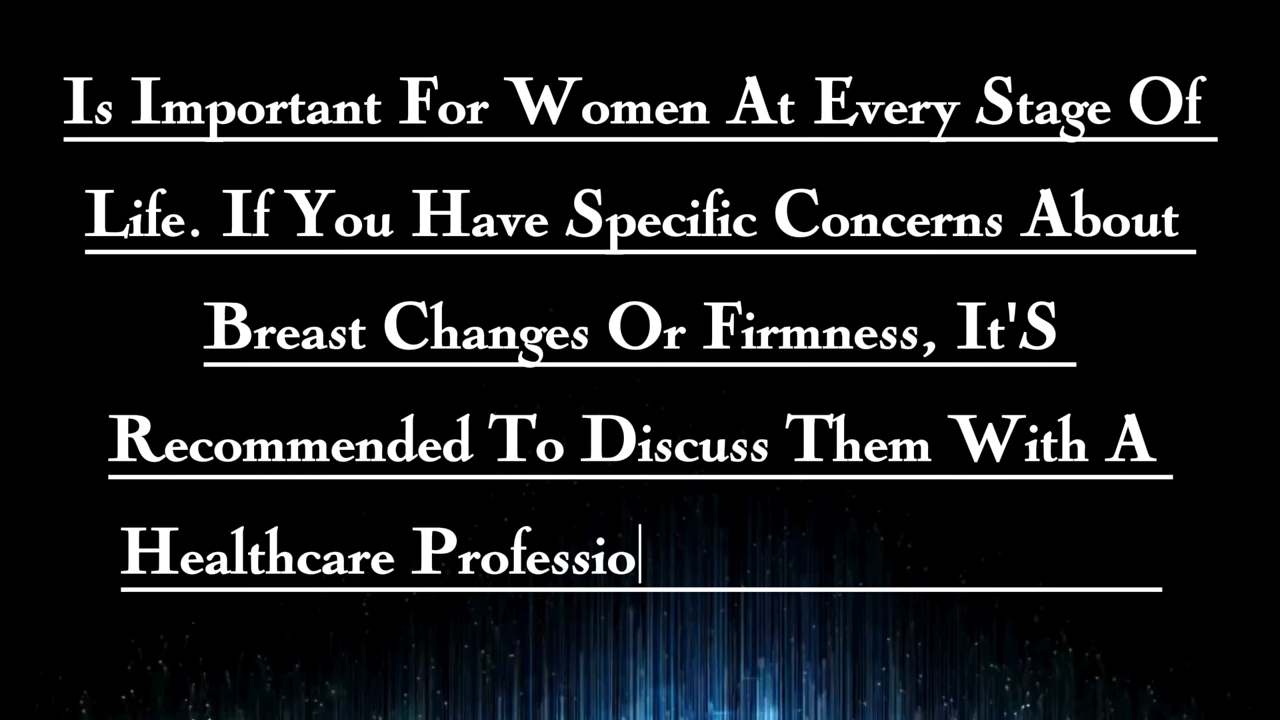 Is Important For Women At Every Stage Of
Life. If You Have Specific Concerns About
Breast Changes Or Firmness, It'S
Recommended To Discuss Them With A
Healthcare Professio